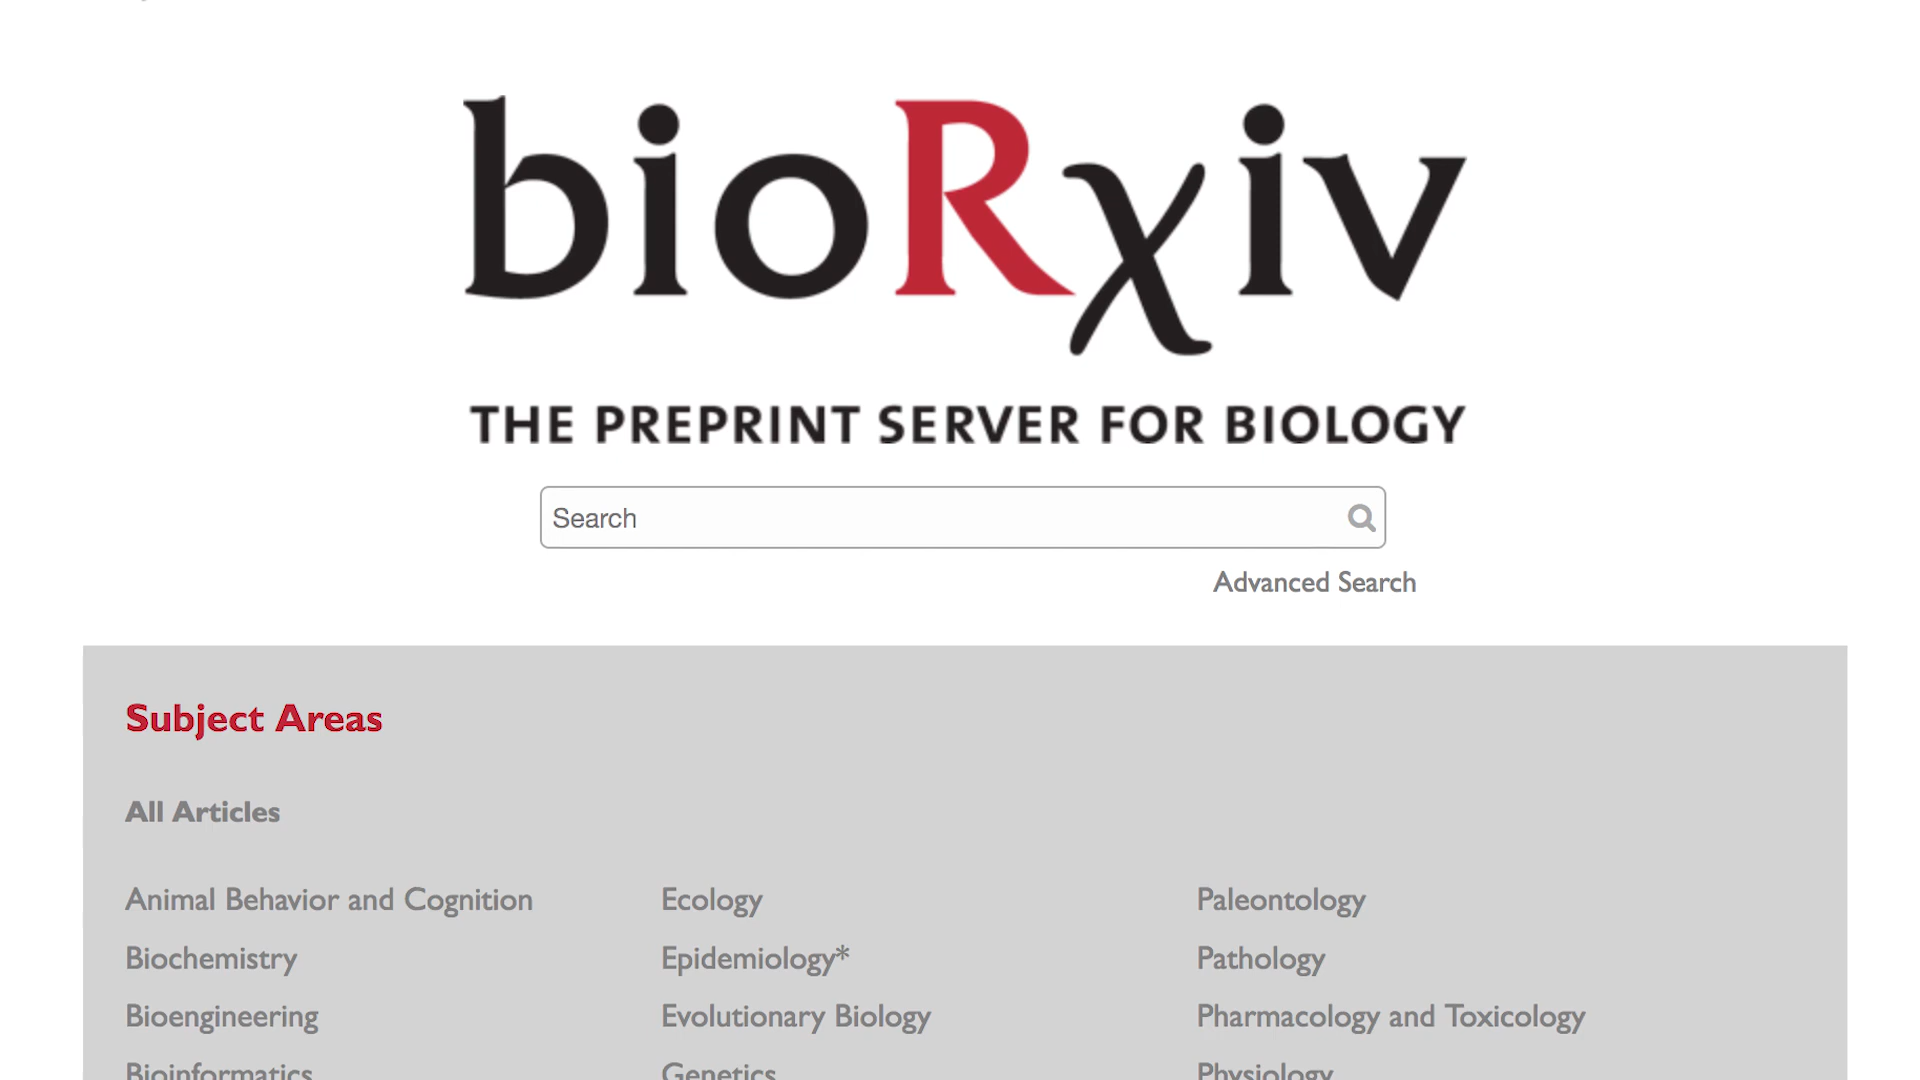 bioRxiv
THE PREPRINT SERVER FOR BIOLOGY
Search
Advanced Search
Subject Areas
All Articles
Animal Behavior and Cognition
Ecology
Paleontology
Biochemistry
Epidemiology*
Pathology
Bioengineering
Evolutionary Biology
Pharmacology and Toxicology
Bioinformatics
Genetics
Physiology